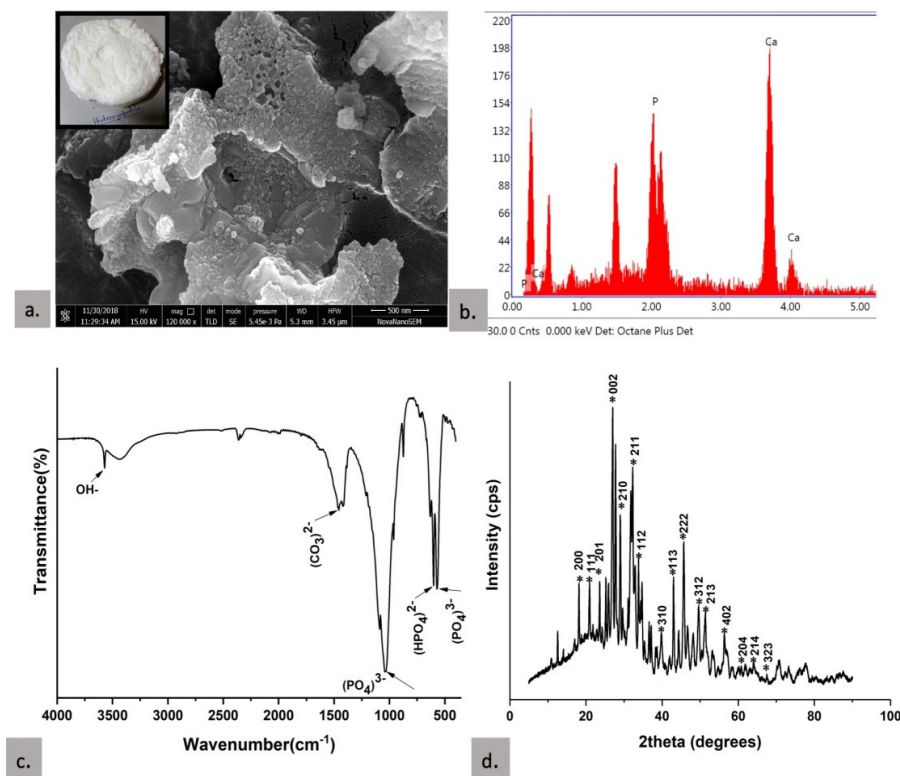 a.
11/30/2018 HV mag det mode pressure WD HFW 500 nm
11:29:34 AM 15.00 kV 120 000 x TLD SE 5.45e-3 Pa 5.3 mm 3.45 µm NovaNanoSEM
b.
220
198
176
154
132
110
88
66
44
22
0.00 1.00 2.00 3.00 4.00 5.00
P
Ca
P
Ca
Ca
30.0 0 Cnts 0.000 keV Det: Octane Plus Det
c.
Transmittance(%)
OH-
(CO₃)²⁻
(PO₄)³⁻
(HPO₄)²⁻
(PO₄)³⁻
4000 3500 3000 2500 2000 1500 1000 500
Wavenumber(cm⁻¹)
d.
Intensity (cps)
* 200
* 111
* 201
*002
* 210
* 211
* 112
* 310
*113
*222
*312
* 213
* 402
*204
* 214
*323
0 20 40 60 80 100
2theta (degrees)